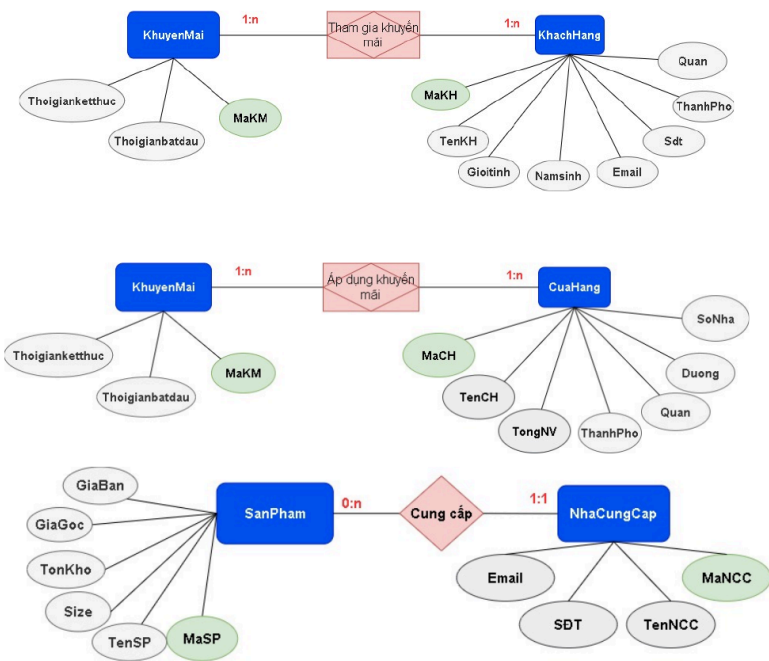 KhuyenMai
1:n
Tham gia khuyến
mãi
1:n
KhachHang
Quan
ThanhPho
Sdt
Email
Namsinh
Gioitinh
TenKH
MaKH
Thoigianketthuc
Thoigianbatdau
MaKM
KhuyenMai
1:n
Áp dụng khuyến
mãi
1:n
CuaHang
SoNha
Duong
Quan
ThanhPho
TongNV
TenCH
MaCH
Thoigianketthuc
Thoigianbatdau
MaKM
GiaBan
GiaGoc
TonKho
Size
TenSP
MaSP
SanPham
0:n
Cung cấp
1:1
NhaCungCap
Email
SĐT
TenNCC
MaNCC